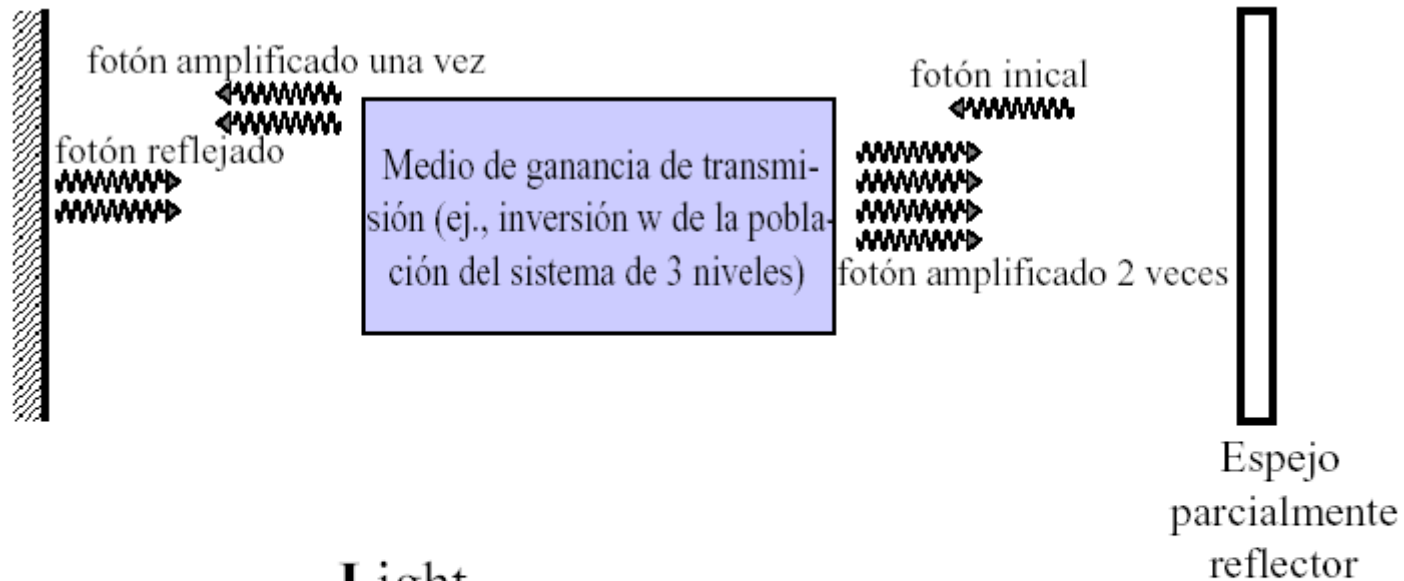 fotón amplificado una vez
fotón inical
fotón reflejado
Medio de ganancia de transmi-
sión (ej., inversión w de la pobla-
ción del sistema de 3 niveles)
fotón amplificado 2 veces
Espejo
parcialmente
reflector
Light